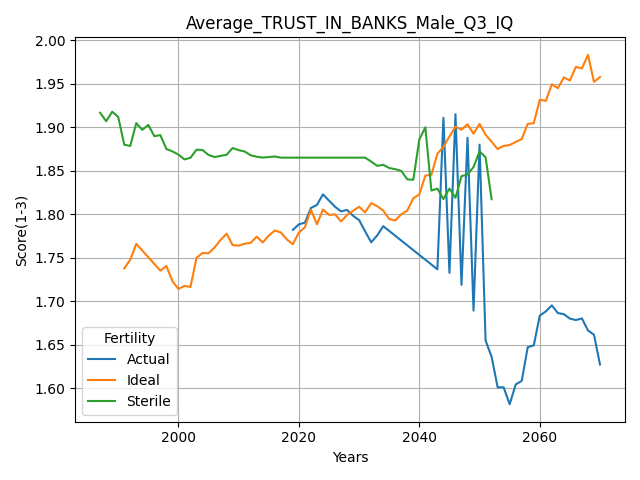 Average_TRUST_IN_BANKS_Male_Q3_IQ
Score(1-3)
2.00
1.95
1.90
1.85
1.80
1.75
1.70
1.65
1.60
Fertility
Actual
Ideal
Sterile
2000
2020
2040
2060
Years